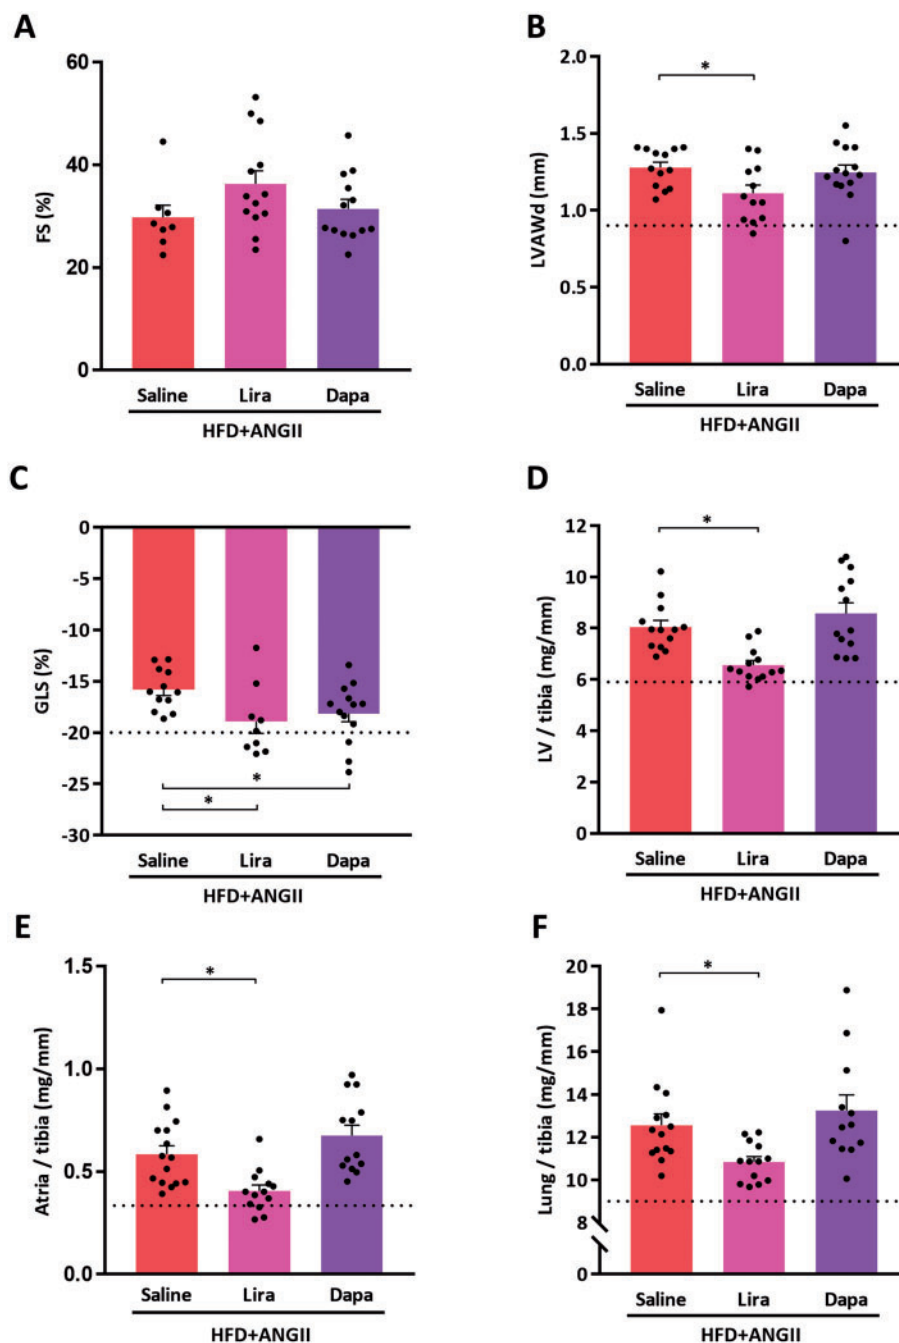 A
60
40
20
0
FS (%)
Saline Lira Dapa
HFD+ANGII
B
2.0
1.5
1.0
0.5
0.0
LVAWd (mm)
*
Saline Lira Dapa
HFD+ANGII
C
0
-5
-10
-15
-20
-25
-30
GLS (%)
*
*
Saline Lira Dapa
HFD+ANGII
D
12
10
8
6
4
2
0
LV / tibia (mg/mm)
*
Saline Lira Dapa
HFD+ANGII
E
1.5
1.0
0.5
0.0
Atria / tibia (mg/mm)
*
Saline Lira Dapa
HFD+ANGII
F
20
18
16
14
12
10
8
0
Lung / tibia (mg/mm)
*
Saline Lira Dapa
HFD+ANGII